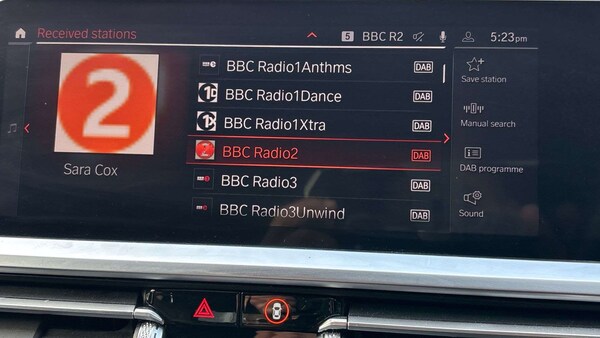 Received stations
5 BBC R2
5:23pm
2
Sara Cox
BBC Radio1Anthms DAB
BBC Radio1Dance DAB
BBC Radio1Xtra DAB
2 BBC Radio2 DAB
BBC Radio3 DAB
BBC Radio3Unwind DAB
Save station
Manual search
DAB programme
Sound